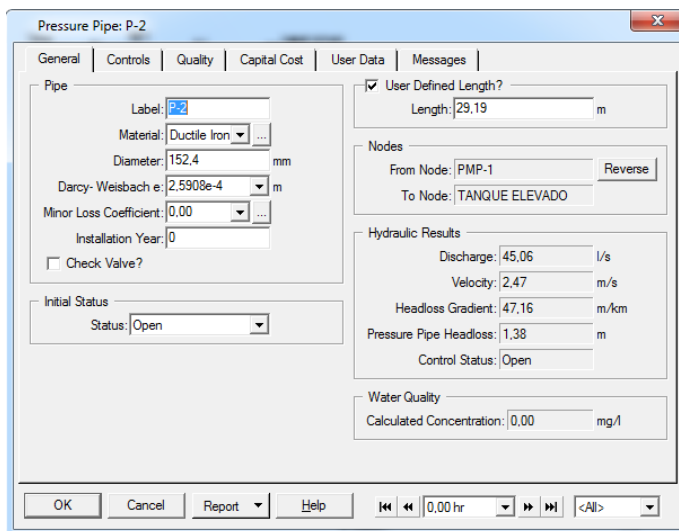 Pressure Pipe: P-2
General Controls Quality Capital Cost User Data Messages
Pipe
Label: P-2
Material: Ductile Iron ...
Diameter: 152,4 mm
Darcy- Weisbach e: 2,5908e-4 m
Minor Loss Coefficient: 0,00 ...
Installation Year: 0
Check Valve?
Initial Status
Status: Open
User Defined Length?
Length: 29,19 m
Nodes
From Node: PMP-1 Reverse
To Node: TANQUE ELEVADO
Hydraulic Results
Discharge: 45,06 l/s
Velocity: 2,47 m/s
Headloss Gradient: 47,16 m/km
Pressure Pipe Headloss: 1,38 m
Control Status: Open
Water Quality
Calculated Concentration: 0,00 mg/l
OK Cancel Report Help 0,00 hr <All>